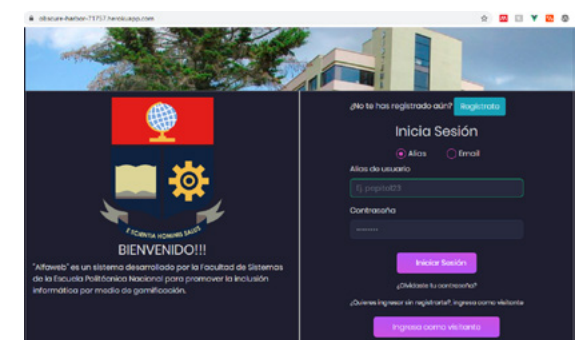 obscure-harbor-71757.herokuapp.com
E SCIENTIA HOMINIS SALUS
BIENVENIDO!!!
"Alfaweb" es un sistema desarrollado por la Facultad de Sistemas
de la Escuela Politécnica Nacional para promover la inclusión
informática por medio de gamificación.
¿No te has registrado aún? Registrate
Inicia Sesión
Alias Email
Alias de usuario
Ej. pepito123
Contraseña
Iniciar Sesión
¿Olvidaste tu contraseña?
¿Quieres ingresar sin registrarte?, ingresa como visitante
Ingresa como visitante